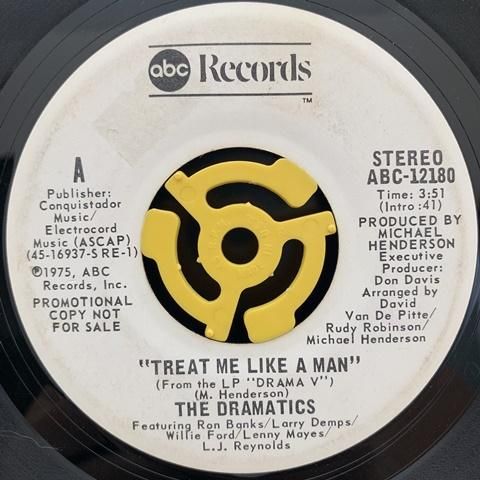 abc Records
TM
A
Publisher:
Conquistador
Music/
Electrocord
Music (ASCAP)
(45-16937-S RE-1)
℗1975, ABC
Records, Inc.
PROMOTIONAL
COPY NOT
FOR SALE
STEREO
ABC-12180
Time: 3:51
(Intro :41)
PRODUCED BY
MICHAEL
HENDERSON
Executive
Producer:
Don Davis
Arranged by
David
Van De Pitte/
Rudy Robinson/
Michael Henderson
"TREAT ME LIKE A MAN"
(From the LP "DRAMA V")
(M. Henderson)
THE DRAMATICS
Featuring Ron Banks/Larry Demps/
Willie Ford/Lenny Mayes/
L.J. Reynolds